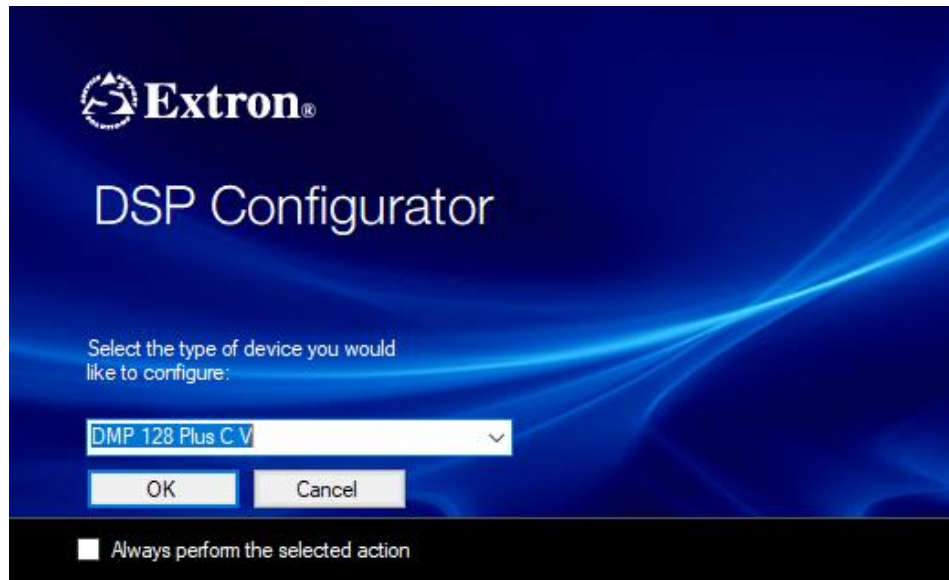 Extron®
DSP Configurator
Select the type of device you would
like to configure:
DMP 128 Plus C V
OK
Cancel
Always perform the selected action